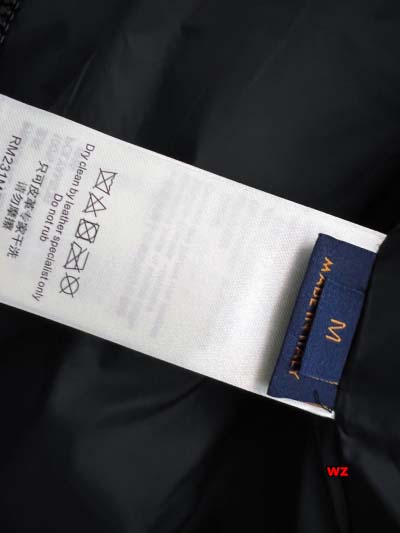 Dry clean by leather specialist only
Do not rub
只可皮革专家干洗
请勿摩擦
RM231M
MADE IN ITALY
M
WZ